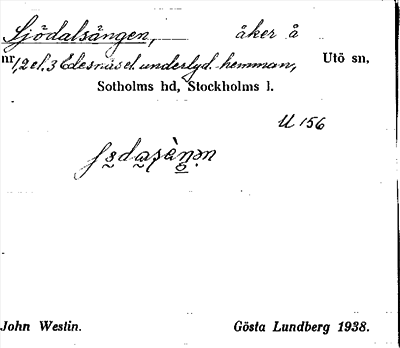 Sjödalsängen, åker å
nr 1,2 el. 3 Edesnäs el. underlyd. hemman, Utö sn,
Sotholms hd, Stockholms l.
U 156
John Westin. Gösta Lundberg 1938.